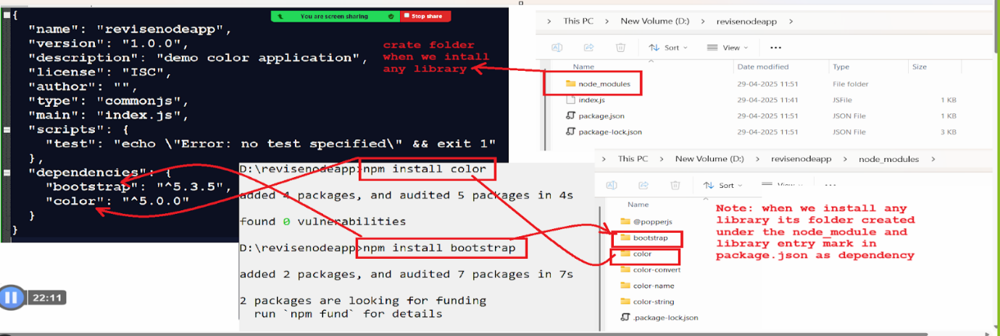 {
"name": "revisenodeapp",
"version": "1.0.0",
"description": "demo color application",
"license": "ISC",
"author": "",
"type": "commonjs",
"main": "index.js",
"scripts": {
"test": "echo \"Error: no test specified\" && exit 1"
},
"dependencies": {
"bootstrap": "^5.3.5",
"color": "^5.0.0"
}
}
You are screen sharing
Stop share
crate folder
when we intall
any library
> This PC > New Volume (D:) > revisenodeapp >
Sort View ...
Name Date modified Type Size
node_modules 29-04-2025 11:51 File folder
index.js 29-04-2025 11:41 JSFile 1 KB
package.json 29-04-2025 11:51 JSON File 1 KB
package-lock.json 29-04-2025 11:51 JSON File 3 KB
D:\revisenodeapp>npm install color
added 4 packages, and audited 5 packages in 4s
found 0 vulnerabilities
D:\revisenodeapp>npm install bootstrap
added 2 packages, and audited 7 packages in 7s
2 packages are looking for funding
run `npm fund` for details
> This PC > New Volume (D:) > revisenodeapp > node_modules >
Sort
Name
@popperjs
bootstrap
color
color-convert
color-name
color-string
.package-lock.json
Note: when we install any
library its folder created
under the node_module and
library entry mark in
package.json as dependency
22:11